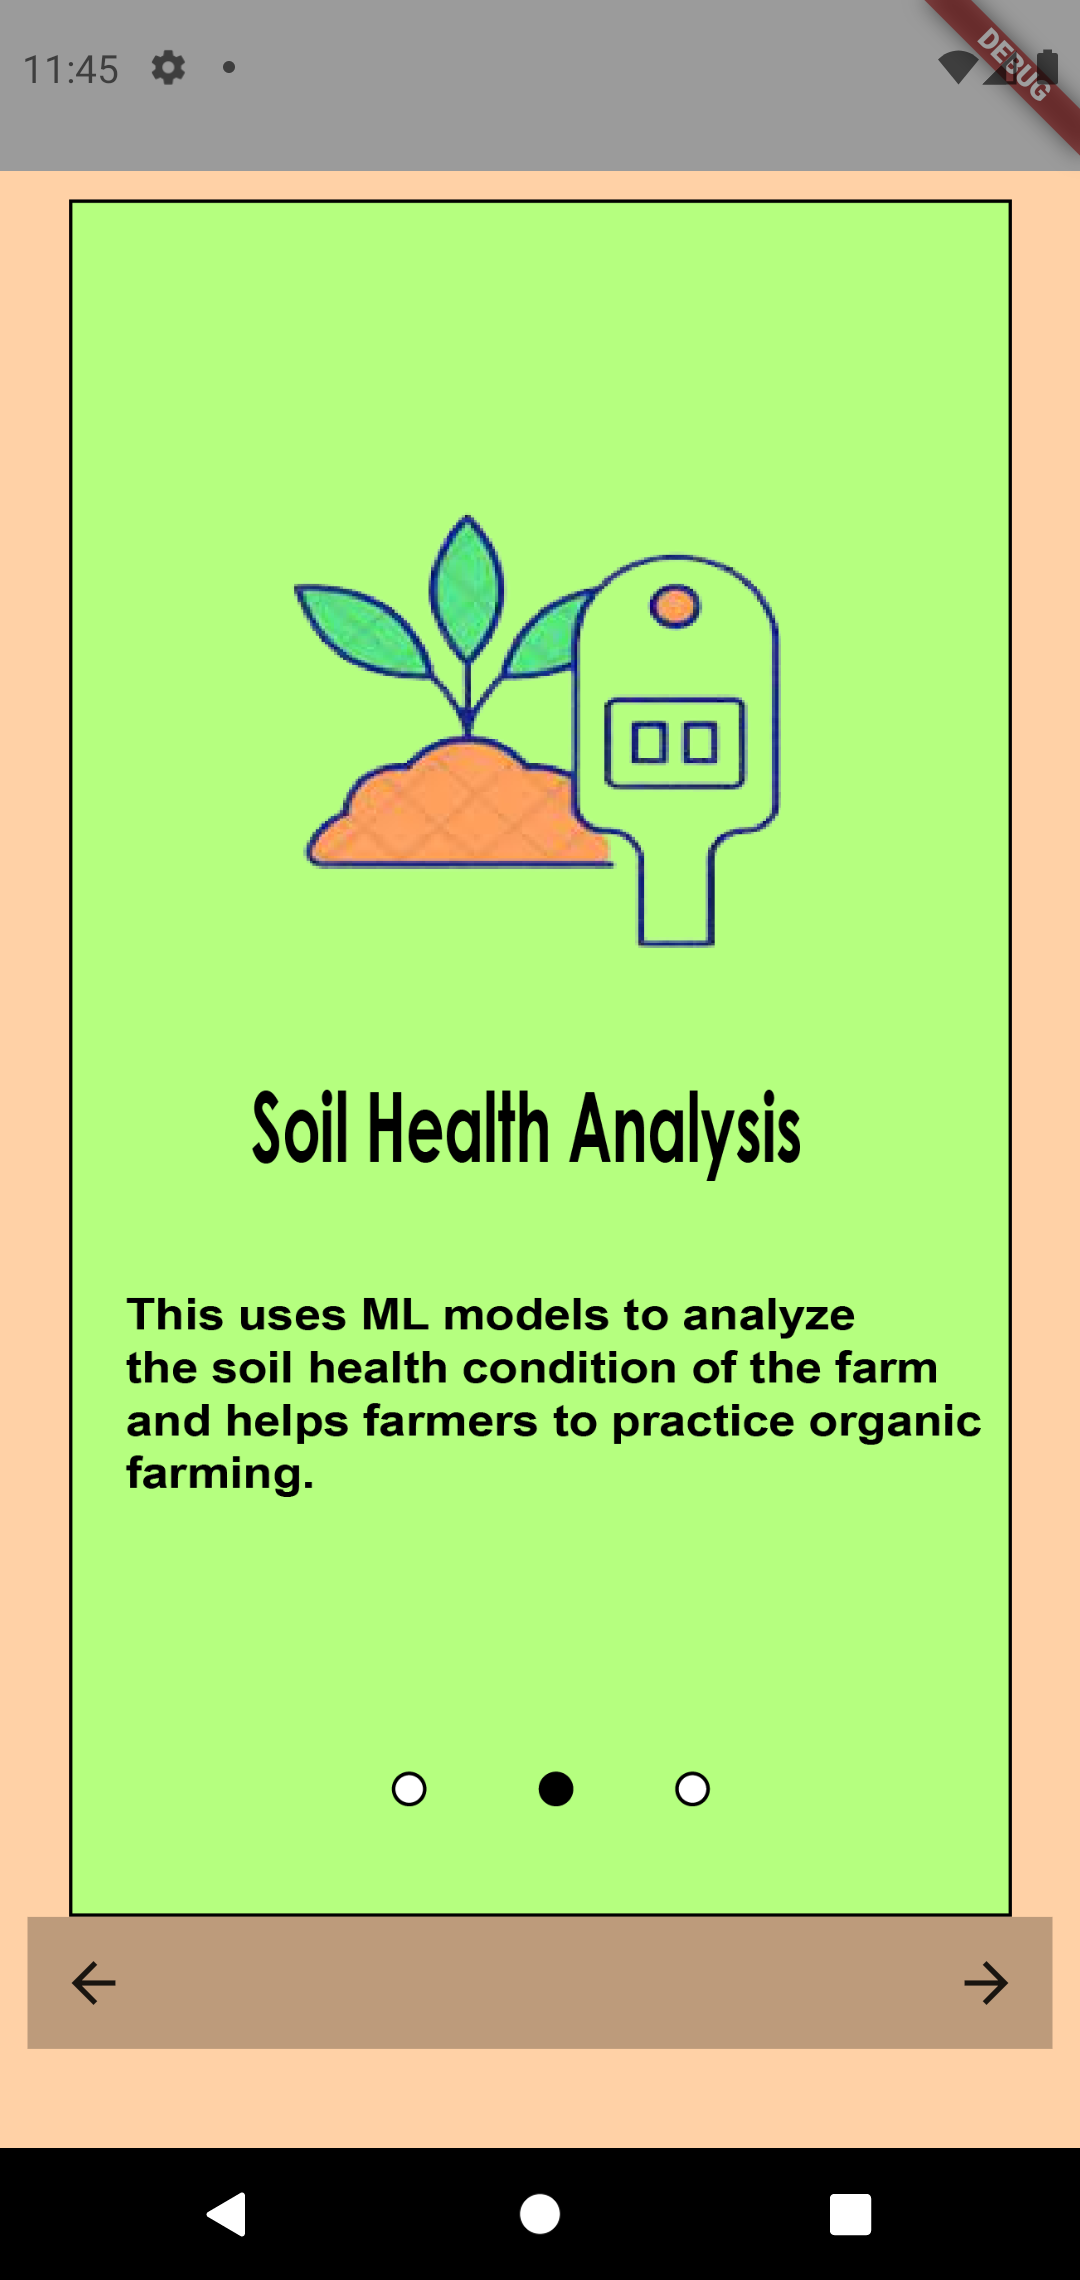 11:45
DEBUG
Soil Health Analysis
This uses ML models to analyze
the soil health condition of the farm
and helps farmers to practice organic
farming.